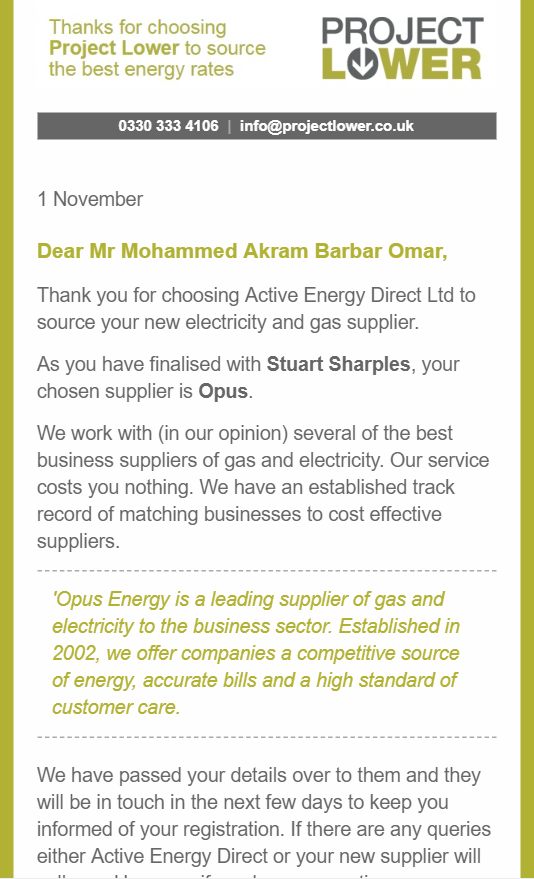 Thanks for choosing
Project Lower to source
the best energy rates
PROJECT
LOWER
0330 333 4106 | info@projectlower.co.uk
1 November
Dear Mr Mohammed Akram Barbar Omar,
Thank you for choosing Active Energy Direct Ltd to
source your new electricity and gas supplier.
As you have finalised with Stuart Sharples, your
chosen supplier is Opus.
We work with (in our opinion) several of the best
business suppliers of gas and electricity. Our service
costs you nothing. We have an established track
record of matching businesses to cost effective
suppliers.
'Opus Energy is a leading supplier of gas and
electricity to the business sector. Established in
2002, we offer companies a competitive source
of energy, accurate bills and a high standard of
customer care.
We have passed your details over to them and they
will be in touch in the next few days to keep you
informed of your registration. If there are any queries
either Active Energy Direct or your new supplier will